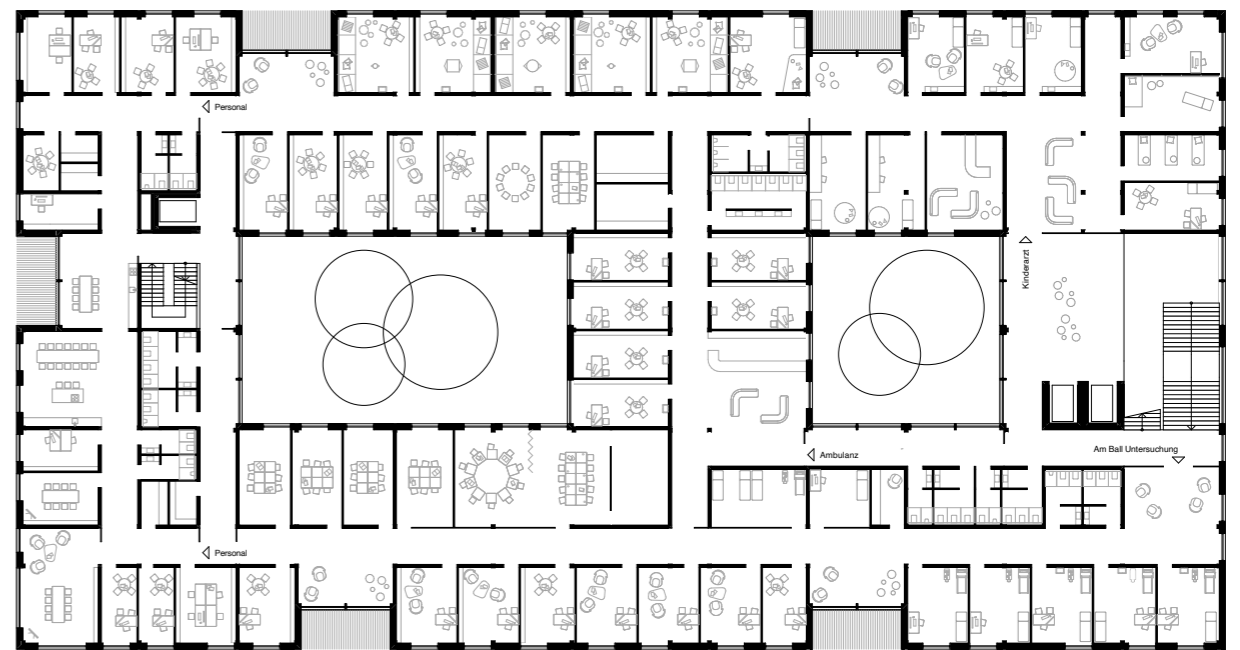 Personal
Kinderarzt
Am Ball Untersuchung
Ambulanz
Personal